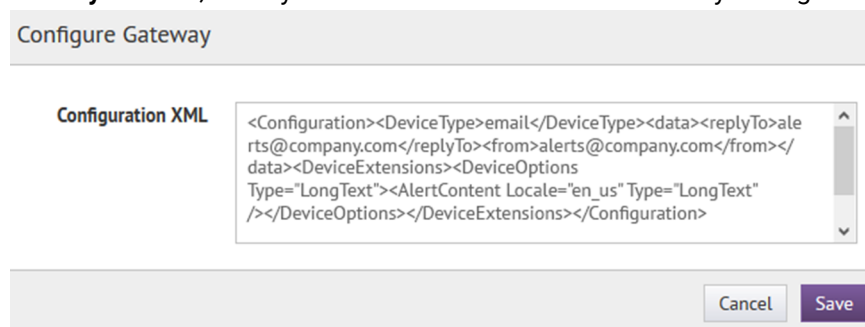 Configure Gateway
Configuration XML
<Configuration><DeviceType>email</DeviceType><data><replyTo>ale
rts@company.com</replyTo><from>alerts@company.com</from></
data><DeviceExtensions><DeviceOptions
Type="LongText"><AlertContent Locale="en_us" Type="LongText"
/></DeviceOptions></DeviceExtensions></Configuration>
Cancel Save